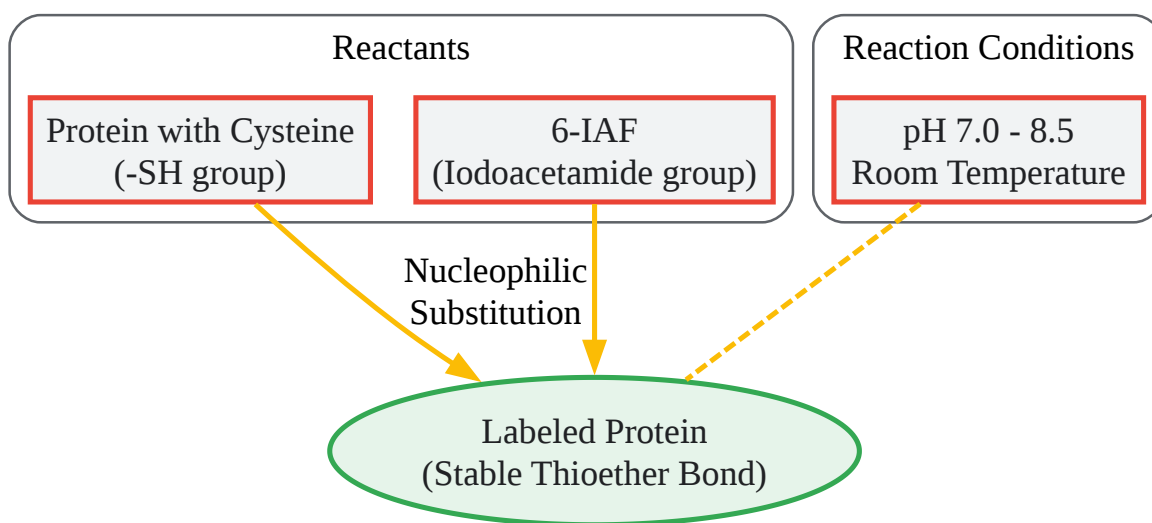 Reactants
Reaction Conditions
Protein with Cysteine
(-SH group)
6-IAF
(Iodoacetamide group)
pH 7.0 - 8.5
Room Temperature
Nucleophilic
Substitution
Labeled Protein
(Stable Thioether Bond)